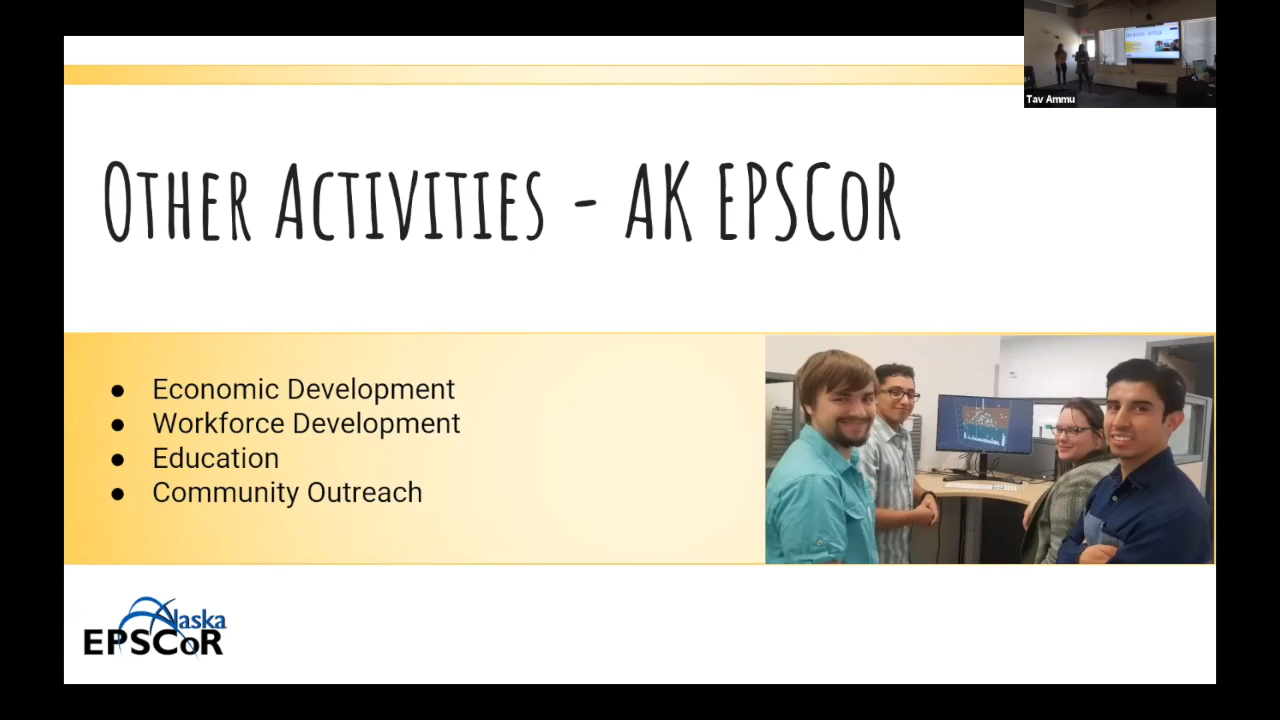 Tav Ammu
Other Activities - AK EPSCoR
● Economic Development
● Workforce Development
● Education
● Community Outreach
Alaska
EPSCoR